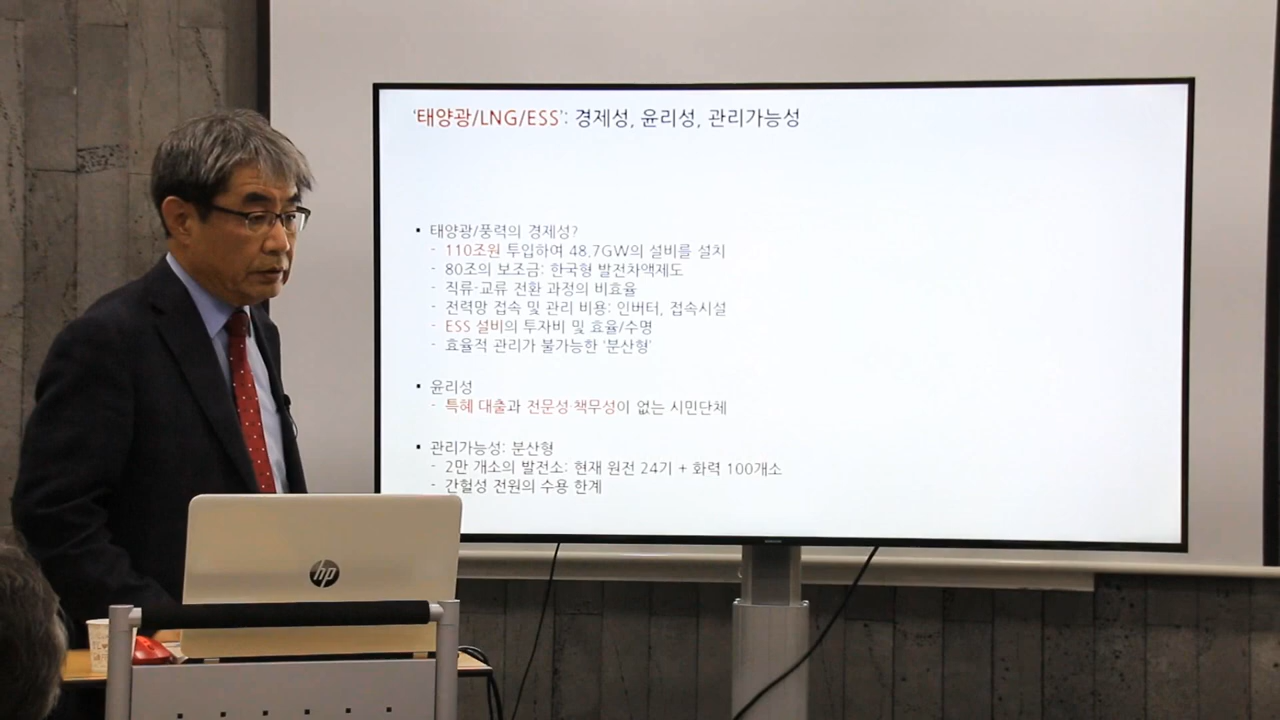 '태양광/LNG/ESS': 경제성, 윤리성, 관리가능성
▪ 태양광/풍력의 경제성?
- 110조원 투입하여 48.7GW의 설비를 설치
- 80조의 보조금: 한국형 발전차액제도
- 직류-교류 전환 과정의 비효율
- 전력망 접속 및 관리 비용: 인버터, 접속시설
- ESS 설비의 투자비 및 효율/수명
- 효율적 관리가 불가능한 '분산형'
▪ 윤리성
- 특혜 대출과 전문성·책무성이 없는 시민단체
▪ 관리가능성: 분산형
- 2만 개소의 발전소: 현재 원전 24기 + 화력 100개소
- 간헐성 전원의 수용 한계
hp